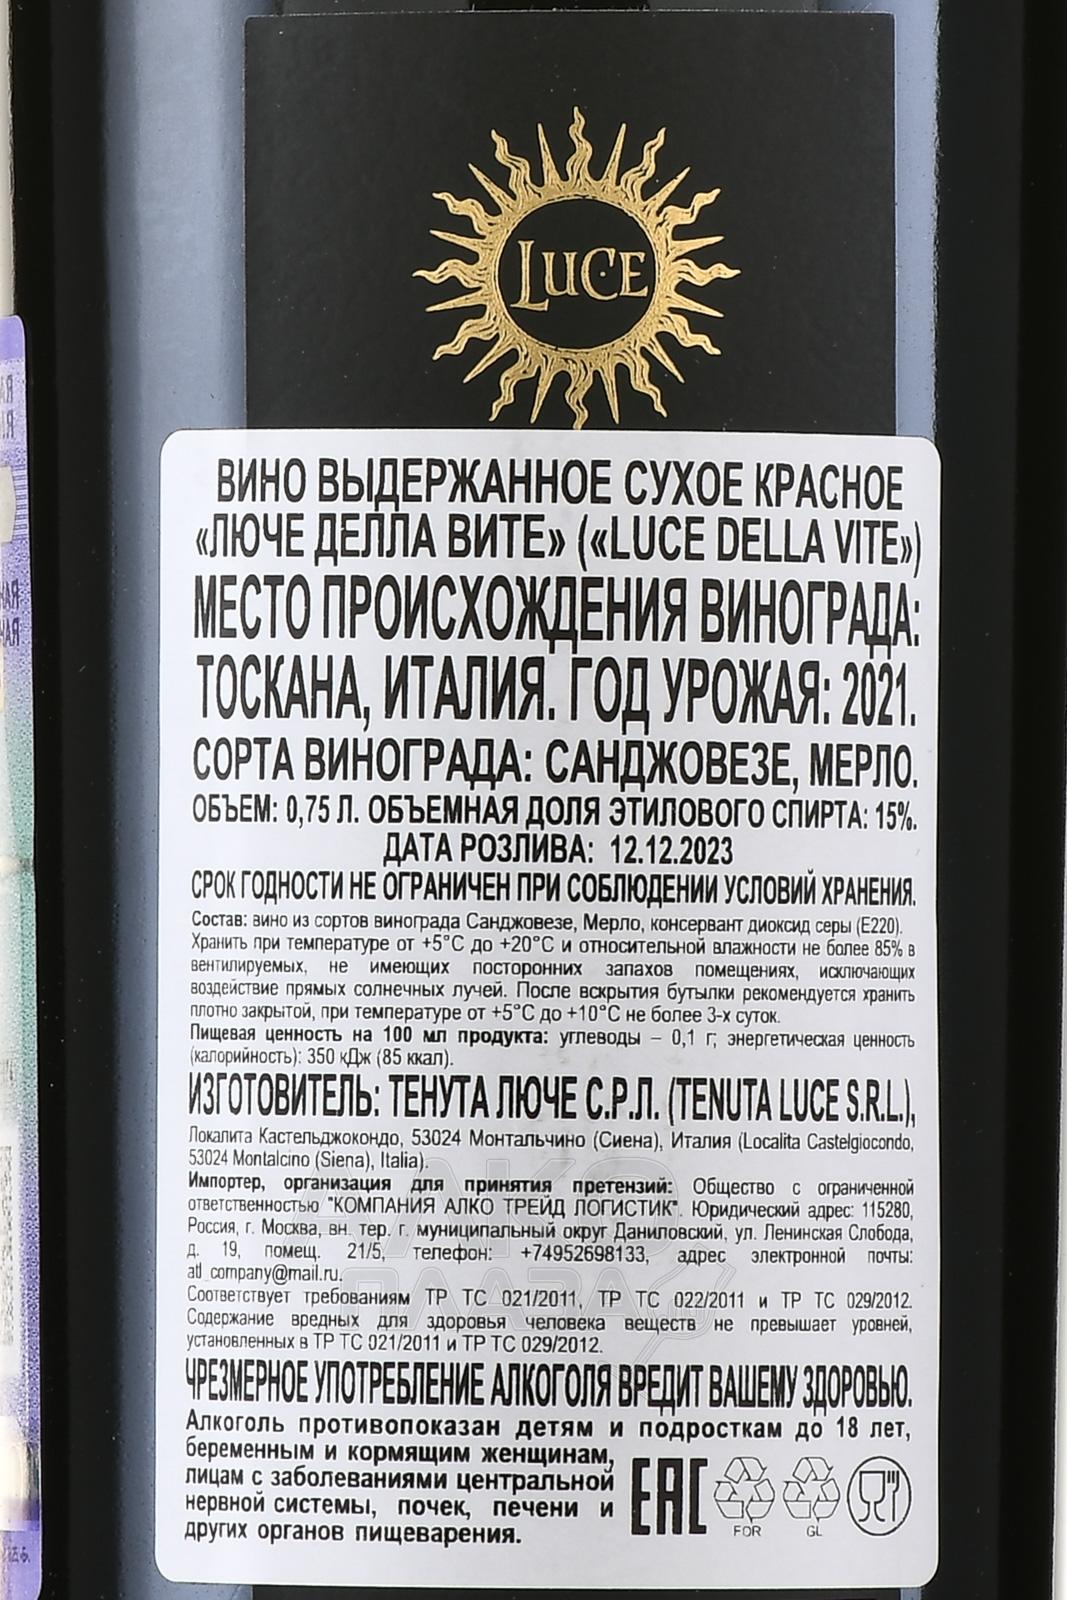 LUCE
ВИНО ВЫДЕРЖАННОЕ СУХОЕ КРАСНОЕ
«ЛЮЧЕ ДЕЛЛА ВИТЕ» («LUCE DELLA VITE»)
МЕСТО ПРОИСХОЖДЕНИЯ ВИНОГРАДА:
ТОСКАНА, ИТАЛИЯ. ГОД УРОЖАЯ: 2021.
СОРТА ВИНОГРАДА: САНДЖОВЕЗЕ, МЕРЛО.
ОБЪЕМ: 0,75 Л. ОБЪЕМНАЯ ДОЛЯ ЭТИЛОВОГО СПИРТА: 15%.
ДАТА РОЗЛИВА: 12.12.2023
СРОК ГОДНОСТИ НЕ ОГРАНИЧЕН ПРИ СОБЛЮДЕНИИ УСЛОВИЙ ХРАНЕНИЯ.
Состав: вино из сортов винограда Санджовезе, Мерло, консервант диоксид серы (Е220).
Хранить при температуре от +5°С до +20°С и относительной влажности не более 85% в
вентилируемых, не имеющих посторонних запахов помещениях, исключающих
воздействие прямых солнечных лучей. После вскрытия бутылки рекомендуется хранить
плотно закрытой, при температуре от +5°С до +10°С не более 3-х суток.
Пищевая ценность на 100 мл продукта: углеводы – 0,1 г; энергетическая ценность
(калорийность): 350 кДж (85 ккал).
ИЗГОТОВИТЕЛЬ: ТЕНУТА ЛЮЧЕ С.Р.Л. (TENUTA LUCE S.R.L.),
Локалита Кастельджокондо, 53024 Монтальчино (Сиена), Италия (Localita Castelgiocondo,
53024 Montalcino (Siena), Italia).
Импортер, организация для принятия претензий: Общество с ограниченной
ответственностью "КОМПАНИЯ АЛКО ТРЕЙД ЛОГИСТИК". Юридический адрес: 115280,
Россия, г. Москва, вн. тер. г. муниципальный округ Даниловский, ул. Ленинская Слобода,
д. 19, помещ. 21/5, телефон: +74952698133, адрес электронной почты:
atl_company@mail.ru.
Соответствует требованиям ТР ТС 021/2011, ТР ТС 022/2011 и ТР ТС 029/2012.
Содержание вредных для здоровья человека веществ не превышает уровней,
установленных в ТР ТС 021/2011 и ТР ТС 029/2012.
ЧРЕЗМЕРНОЕ УПОТРЕБЛЕНИЕ АЛКОГОЛЯ ВРЕДИТ ВАШЕМУ ЗДОРОВЬЮ.
Алкоголь противопоказан детям и подросткам до 18 лет,
беременным и кормящим женщинам,
лицам с заболеваниями центральной
нервной системы, почек, печени и
других органов пищеварения.
EAC
FOR GL
АЛКО
ПЛАЗА